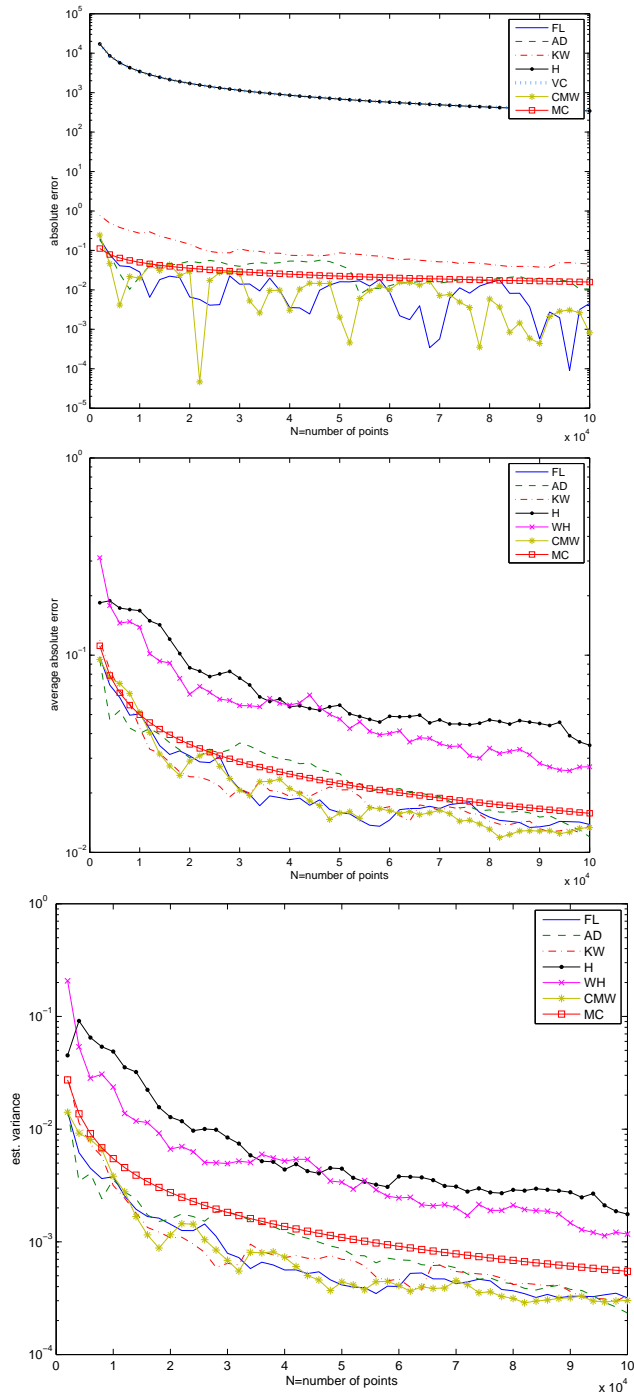 10^5
10^4
10^3
10^2
10^1
10^0
10^−1
10^−2
10^−3
10^−4
10^−5
absolute error
FL
AD
KW
H
VC
CMW
MC
0 1 2 3 4 5 6 7 8 9 10
N=number of points
x 10^4
10^0
10^−1
10^−2
average absolute error
FL
AD
KW
H
WH
CMW
MC
0 1 2 3 4 5 6 7 8 9 10
N=number of points
x 10^4
10^0
10^−1
10^−2
10^−3
10^−4
est. variance
FL
AD
KW
H
WH
CMW
MC
0 1 2 3 4 5 6 7 8 9 10
N=number of points
x 10^4